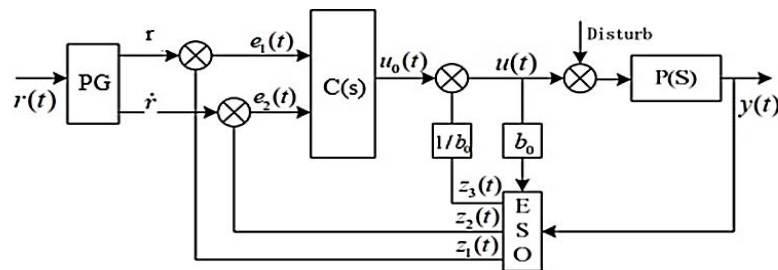 r
e₁(t)
Disturb
PG
C(s)
u₀(t)
u(t)
P(S)
r(t)
ṙ
e₂(t)
y(t)
1/b₀
b₀
z₃(t)
E
z₂(t)
S
z₁(t)
O